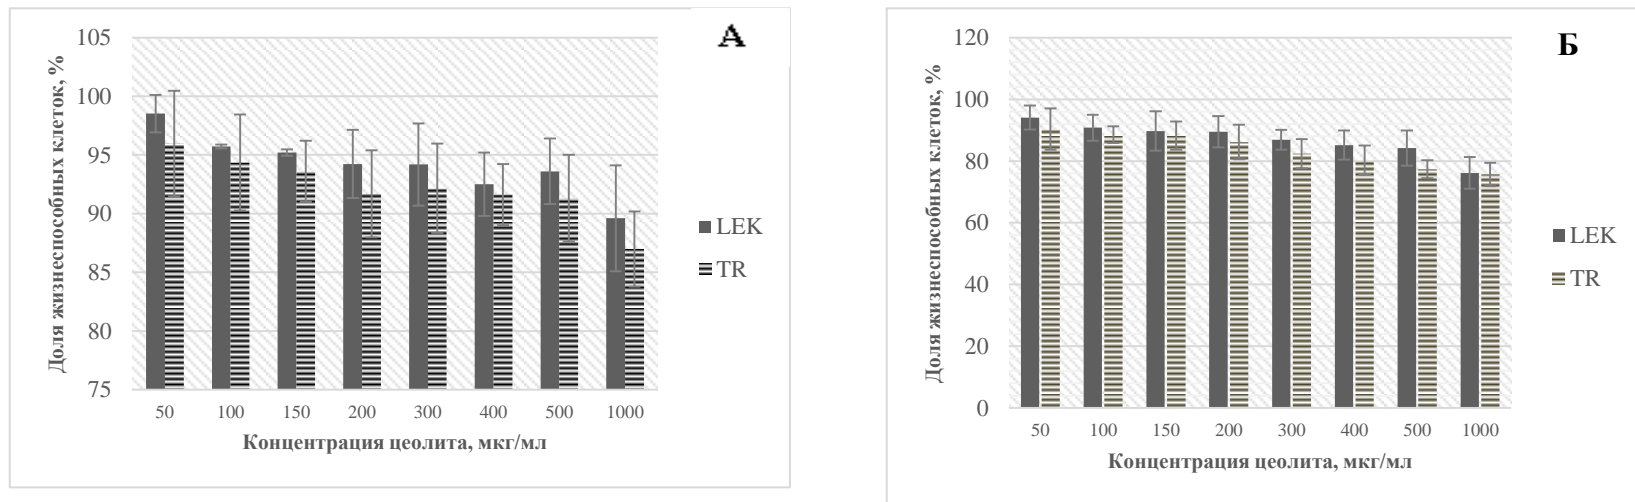 А
Доля жизнеспособных клеток, %
105
100
95
90
85
80
75
50 100 150 200 300 400 500 1000
Концентрация цеолита, мкг/мл
LEK
TR
Б
Доля жизнеспособных клеток, %
120
100
80
60
40
20
0
50 100 150 200 300 400 500 1000
Концентрация цеолита, мкг/мл
LEK
TR